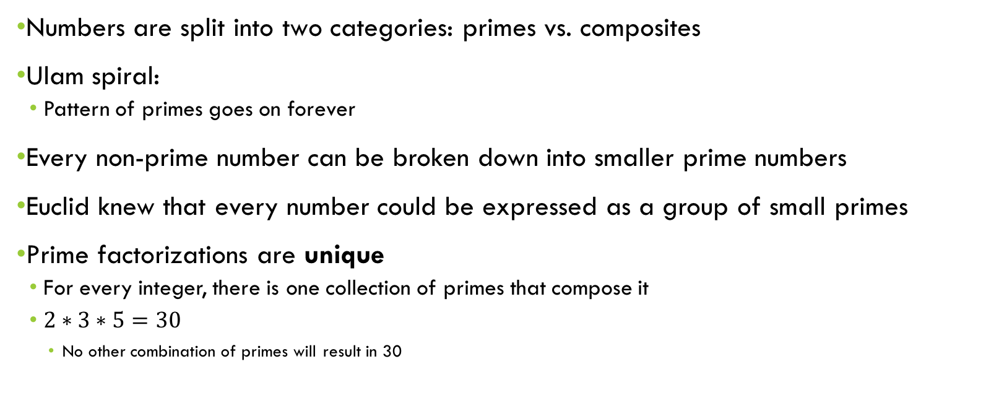 •Numbers are split into two categories: primes vs. composites
•Ulam spiral:
• Pattern of primes goes on forever
•Every non-prime number can be broken down into smaller prime numbers
•Euclid knew that every number could be expressed as a group of small primes
•Prime factorizations are unique
• For every integer, there is one collection of primes that compose it
• 2 ∗ 3 ∗ 5 = 30
• No other combination of primes will result in 30